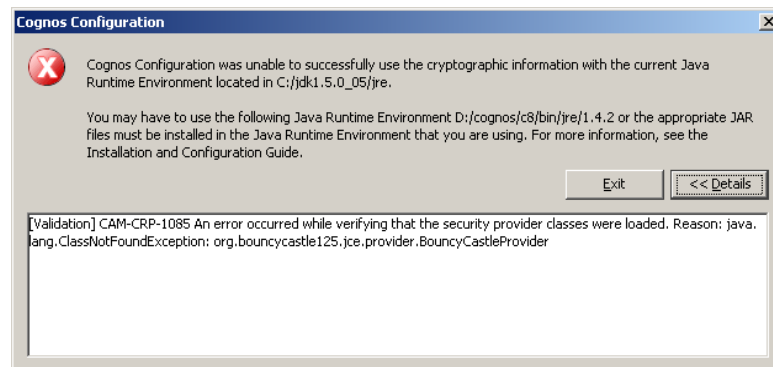 Cognos Configuration
Cognos Configuration was unable to successfully use the cryptographic information with the current Java
Runtime Environment located in C:/jdk1.5.0_05/jre.
You may have to use the following Java Runtime Environment D:/cognos/c8/bin/jre/1.4.2 or the appropriate JAR
files must be installed in the Java Runtime Environment that you are using. For more information, see the
Installation and Configuration Guide.
Exit
<< Details
[Validation] CAM-CRP-1085 An error occurred while verifying that the security provider classes were loaded. Reason: java.
lang.ClassNotFoundException: org.bouncycastle125.jce.provider.BouncyCastleProvider